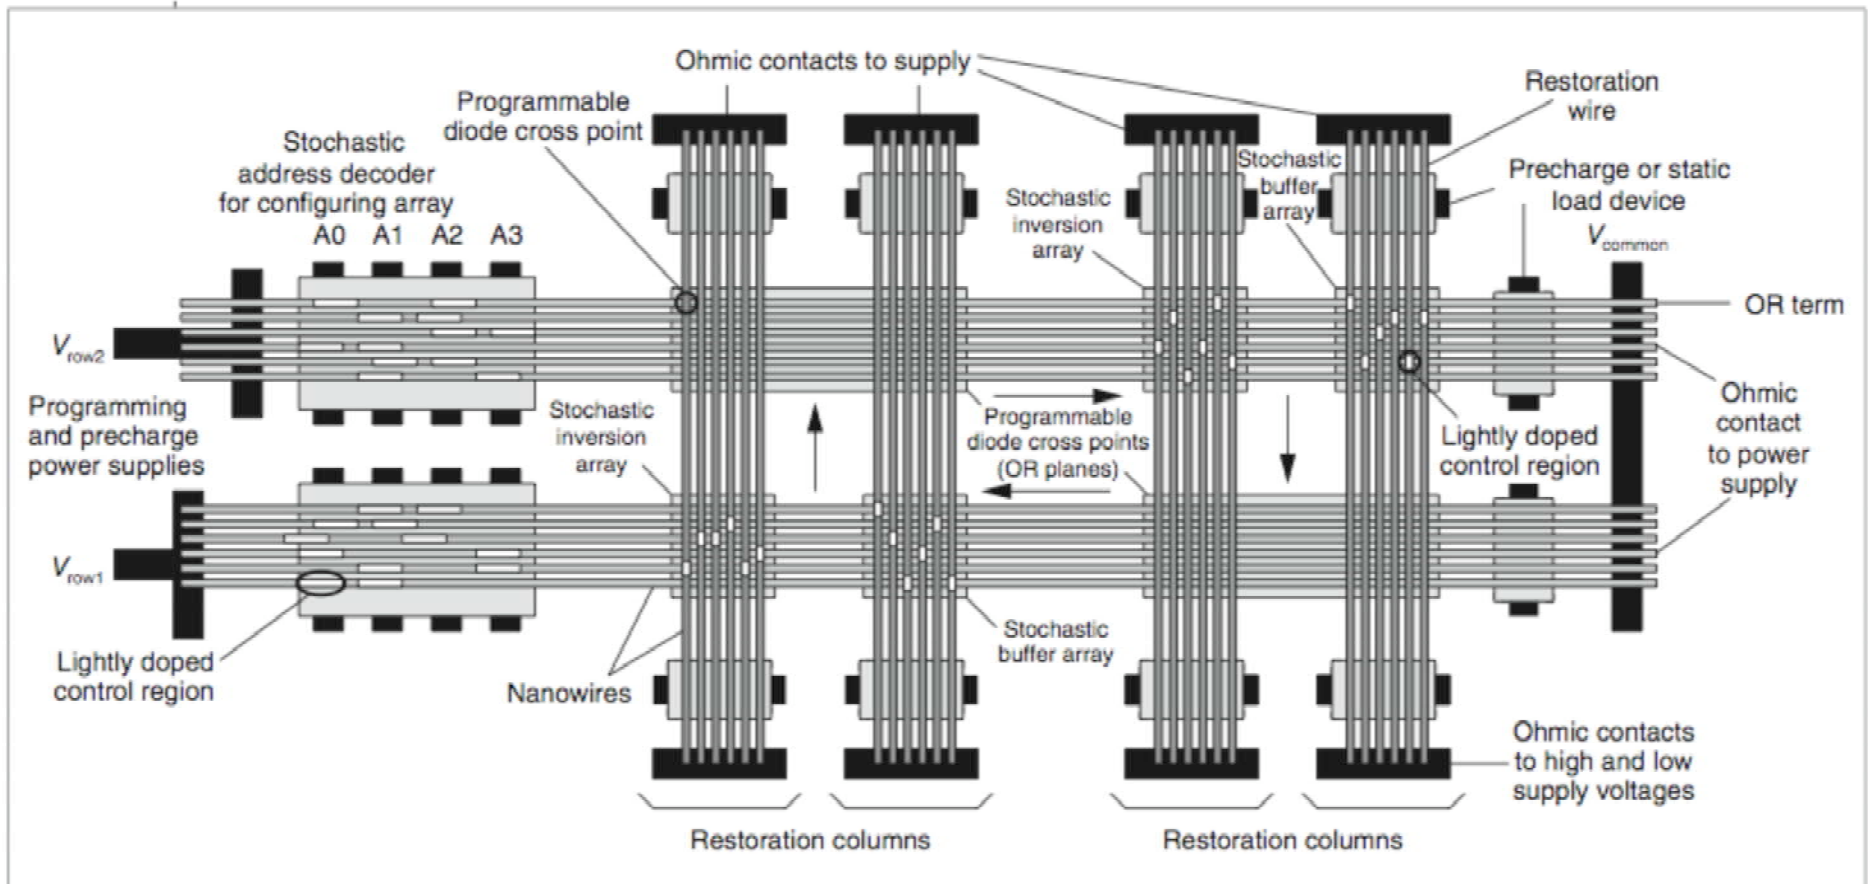 Ohmic contacts to supply
Programmable
diode cross point
Stochastic
address decoder
for configuring array
A0 A1 A2 A3
Restoration
wire
Stochastic
buffer
array
Stochastic
inversion
array
Precharge or static
load device
Vcommon
OR term
Vrow2
Programming
and precharge
power supplies
Stochastic
inversion
array
Programmable
diode cross points
(OR planes)
Lightly doped
control region
Ohmic
contact
to power
supply
Vrow1
Lightly doped
control region
Nanowires
Stochastic
buffer array
Ohmic contacts
to high and low
supply voltages
Restoration columns
Restoration columns